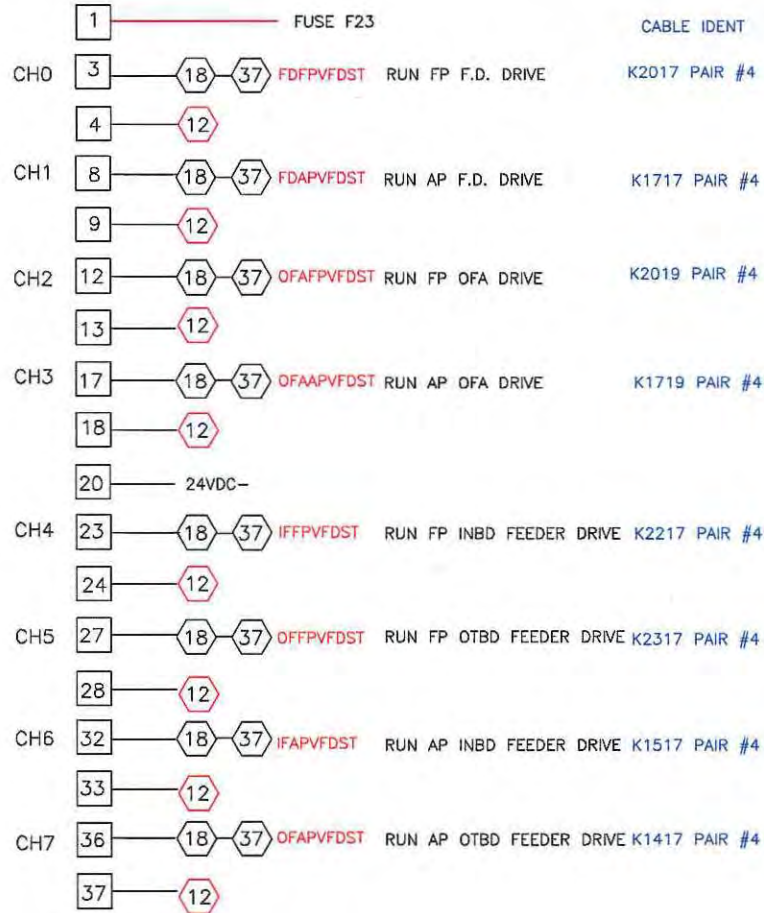 1 FUSE F23
CABLE IDENT
CH0 3 18 37 FDFPVFDST RUN FP F.D. DRIVE K2017 PAIR #4
4 12
CH1 8 18 37 FDAPVFDST RUN AP F.D. DRIVE K1717 PAIR #4
9 12
CH2 12 18 37 OFAFPVFDST RUN FP OFA DRIVE K2019 PAIR #4
13 12
CH3 17 18 37 OFAAPVFDST RUN AP OFA DRIVE K1719 PAIR #4
18 12
20 24VDC-
CH4 23 18 37 IFFPVFDST RUN FP INBD FEEDER DRIVE K2217 PAIR #4
24 12
CH5 27 18 37 OFFPVFDST RUN FP OTBD FEEDER DRIVE K2317 PAIR #4
28 12
CH6 32 18 37 IFAPVFDST RUN AP INBD FEEDER DRIVE K1517 PAIR #4
33 12
CH7 36 18 37 OFAPVFDST RUN AP OTBD FEEDER DRIVE K1417 PAIR #4
37 12